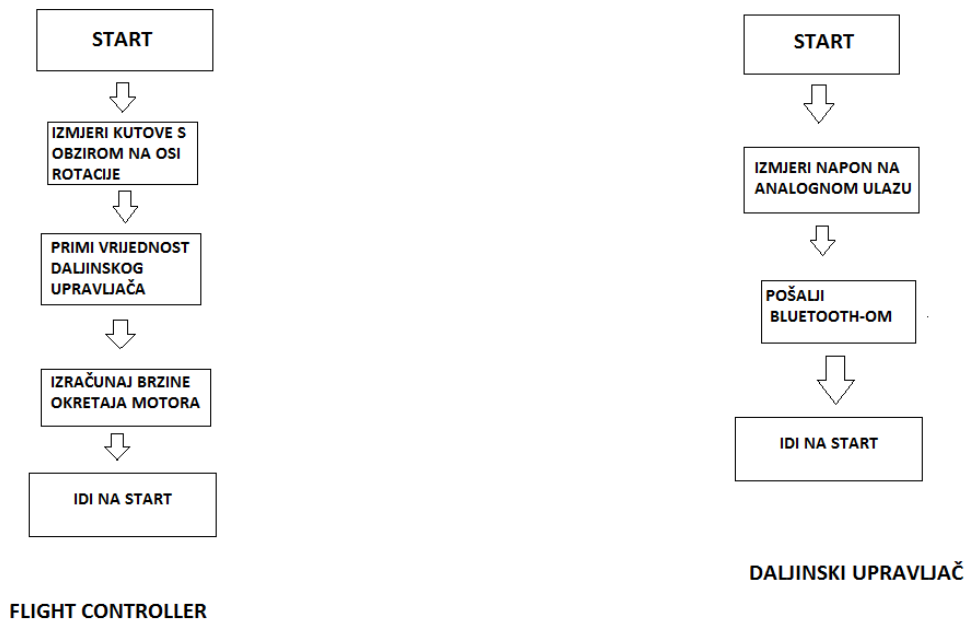 START
IZMJERI KUTOVE S
OBZIROM NA OSI
ROTACIJE
PRIMI VRIJEDNOST
DALJINSKOG
UPRAVLJAČA
IZRAČUNAJ BRZINE
OKRETAJA MOTORA
IDI NA START
FLIGHT CONTROLLER
START
IZMJERI NAPON NA
ANALOGNOM ULAZU
POŠALJI
BLUETOOTH-OM
IDI NA START
DALJINSKI UPRAVLJAČ